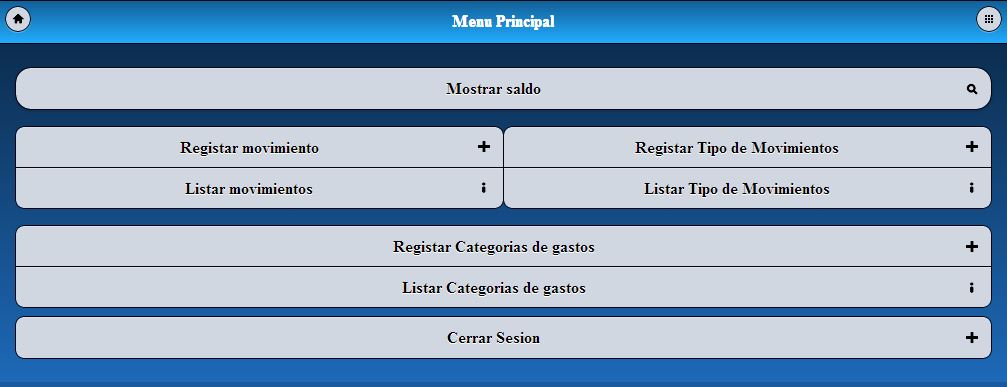 Menu Principal
Mostrar saldo
Registar movimiento
Listar movimientos
Registar Tipo de Movimientos
Listar Tipo de Movimientos
Registar Categorias de gastos
Listar Categorias de gastos
Cerrar Sesion